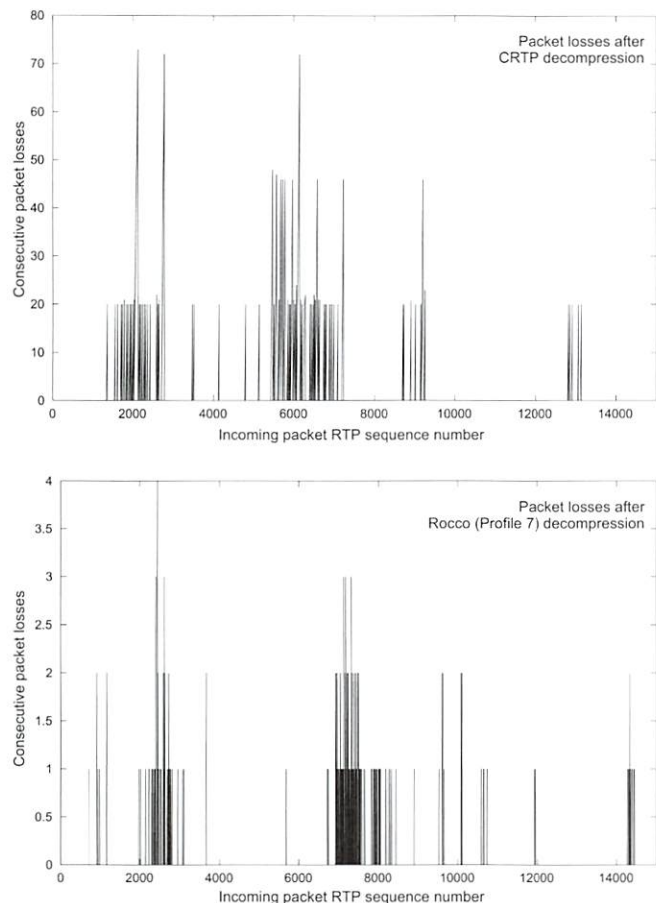 80
70
60
50
40
30
20
10
0
Consecutive packet losses
Packet losses after
CRTP decompression
0 2000 4000 6000 8000 10000 12000 14000
Incoming packet RTP sequence number
4
3.5
3
2.5
2
1.5
1
0.5
0
Consecutive packet losses
Packet losses after
Rocco (Profile 7) decompression
0 2000 4000 6000 8000 10000 12000 14000
Incoming packet RTP sequence number